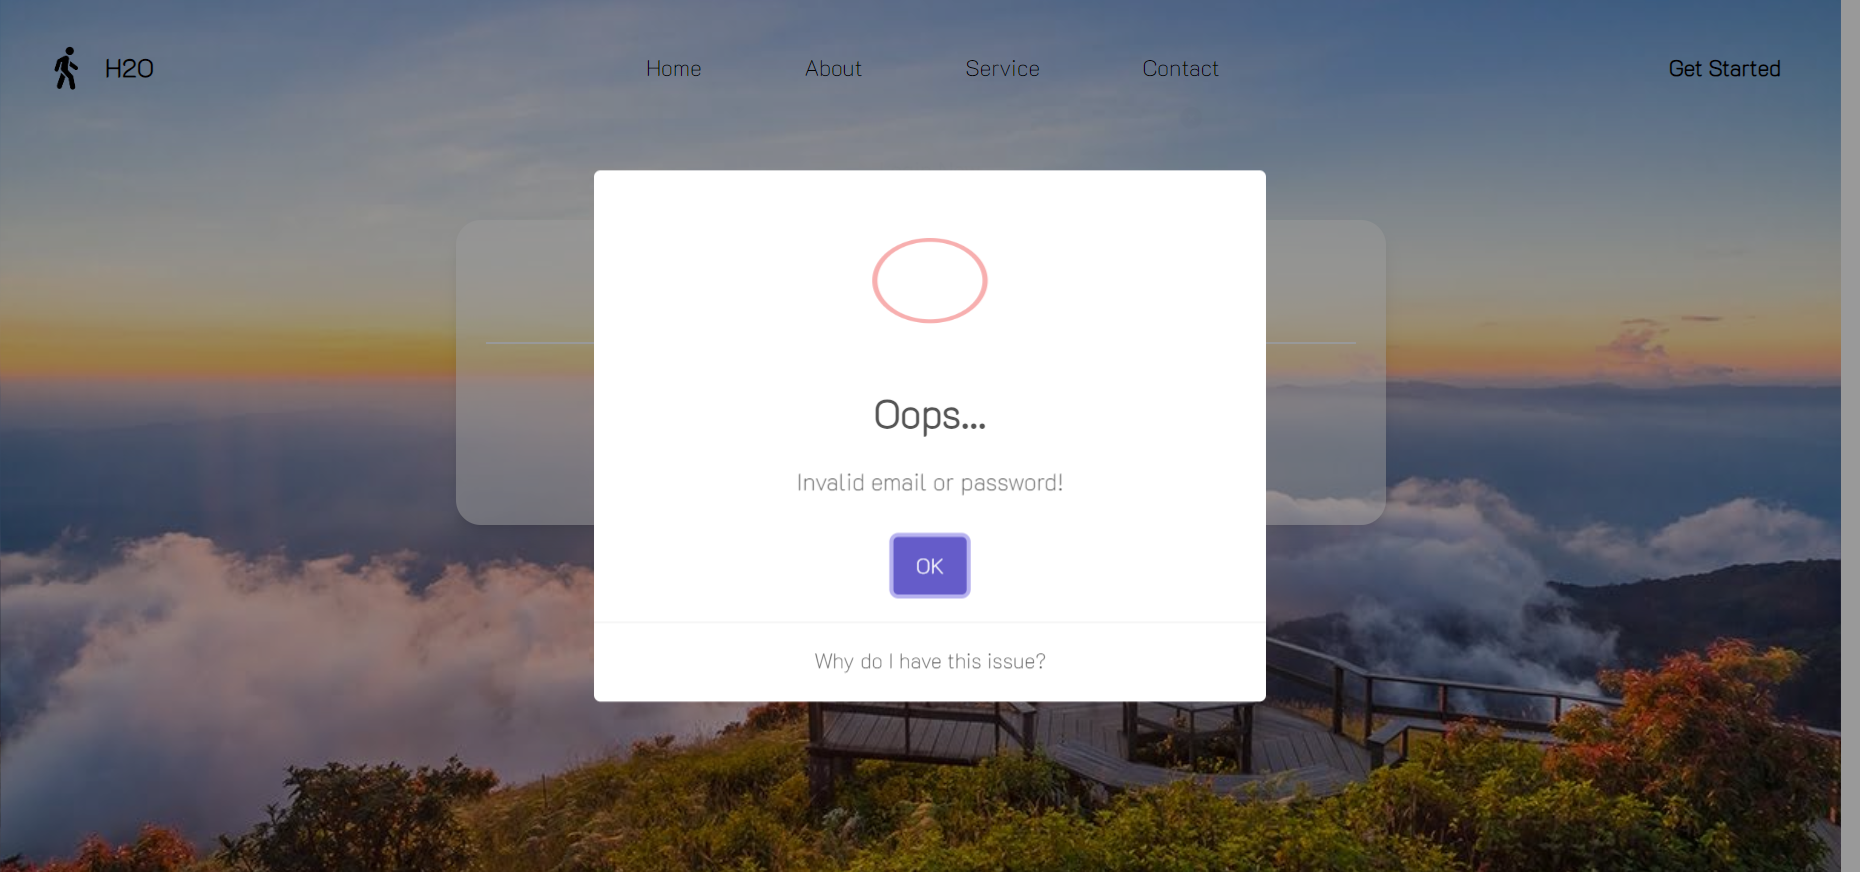 H2O
Home
About
Service
Contact
Get Started
Oops...
Invalid email or password!
OK
Why do I have this issue?